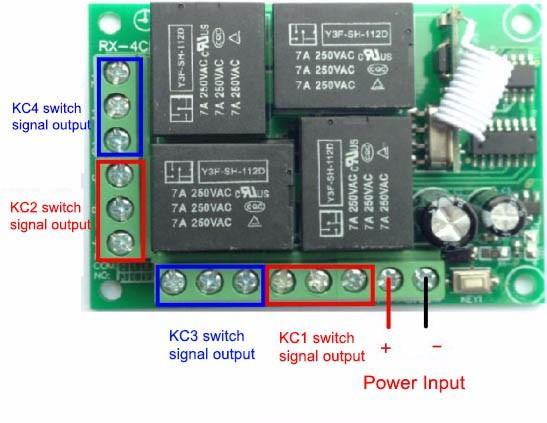 RX-4C
Y3F-SH-112D
7A 250VAC
7A 250VAC
7A 250VAC
Y3F-SH-112D
7A 250VAC
7A 250VAC
7A 250VAC
KC4 switch
signal output
Y3F-SH-112D
7A 250VAC
7A 250VAC
7A 250VAC
Y3F-SH-112D
7A 250VAC
7A 250VAC
7A 250VAC
KC2 switch
signal output
COM:
NO:
KEY1
KC3 switch
signal output
KC1 switch
signal output
+
−
Power Input